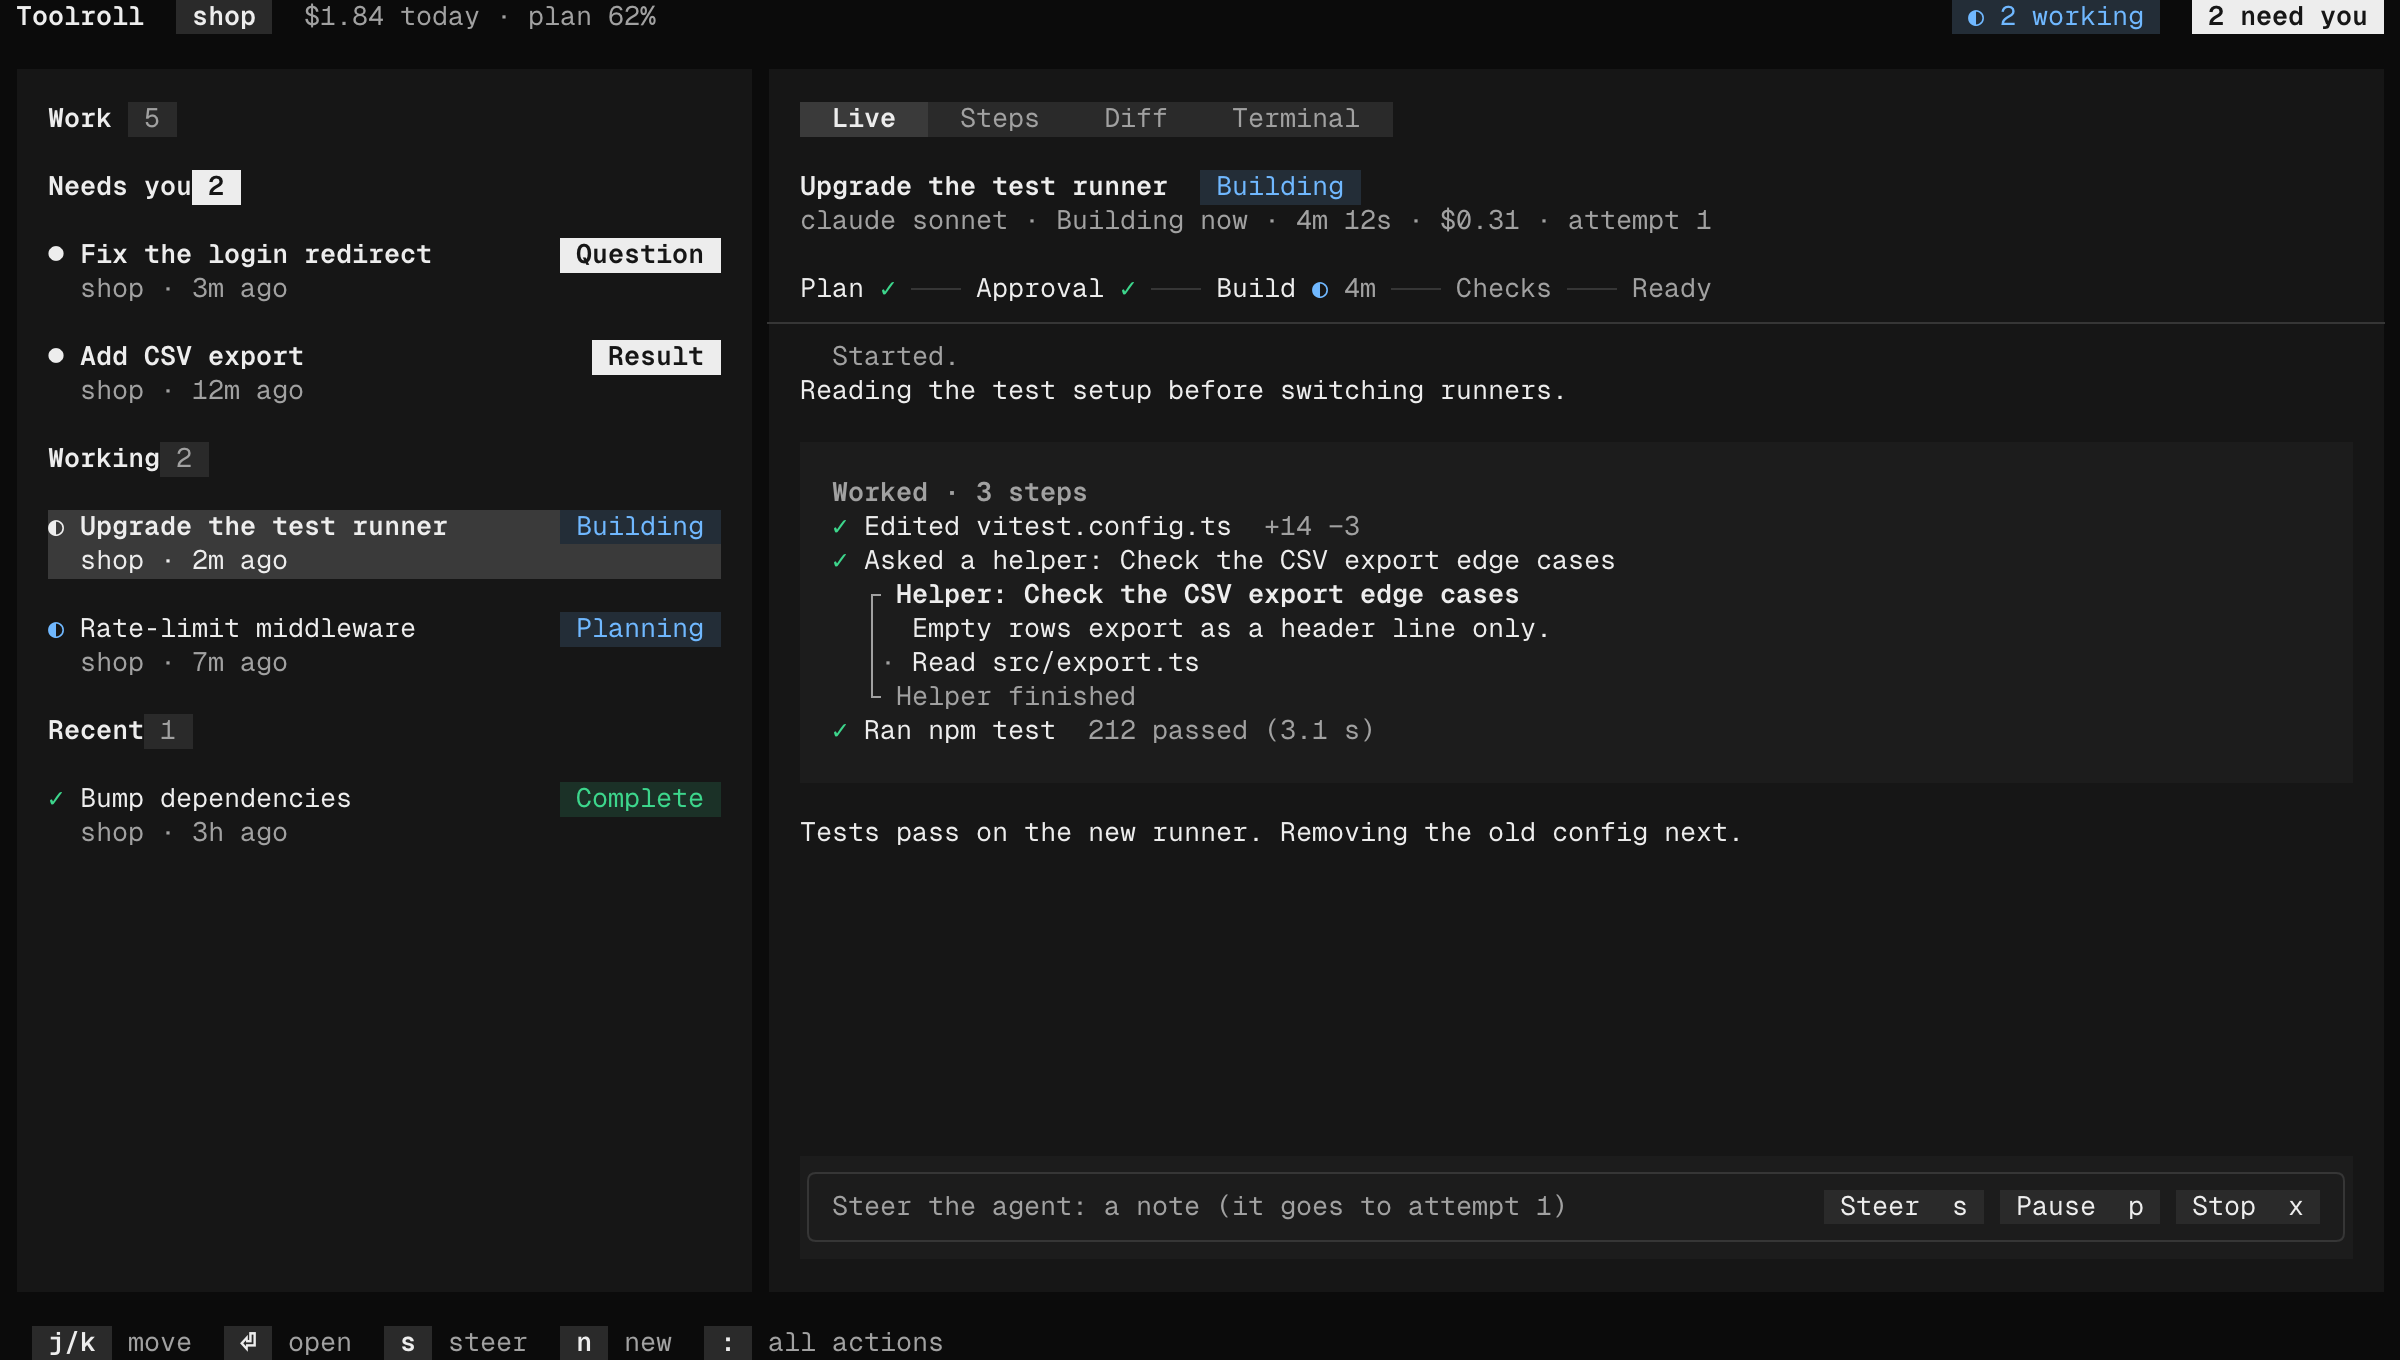 Toolroll shop $1.84 today · plan 62% ◐ 2 working 2 need you
Work 5
Needs you 2
● Fix the login redirect Question
shop · 3m ago
● Add CSV export Result
shop · 12m ago
Working 2
◐ Upgrade the test runner Building
shop · 2m ago
◐ Rate-limit middleware Planning
shop · 7m ago
Recent 1
✓ Bump dependencies Complete
shop · 3h ago
Live Steps Diff Terminal
Upgrade the test runner Building
claude sonnet · Building now · 4m 12s · $0.31 · attempt 1
Plan ✓ ── Approval ✓ ── Build ◐ 4m ── Checks ── Ready
Started.
Reading the test setup before switching runners.
Worked · 3 steps
✓ Edited vitest.config.ts +14 −3
✓ Asked a helper: Check the CSV export edge cases
Helper: Check the CSV export edge cases
Empty rows export as a header line only.
· Read src/export.ts
Helper finished
✓ Ran npm test 212 passed (3.1 s)
Tests pass on the new runner. Removing the old config next.
Steer the agent: a note (it goes to attempt 1) Steer s Pause p Stop x
j/k move ⏎ open s steer n new : all actions